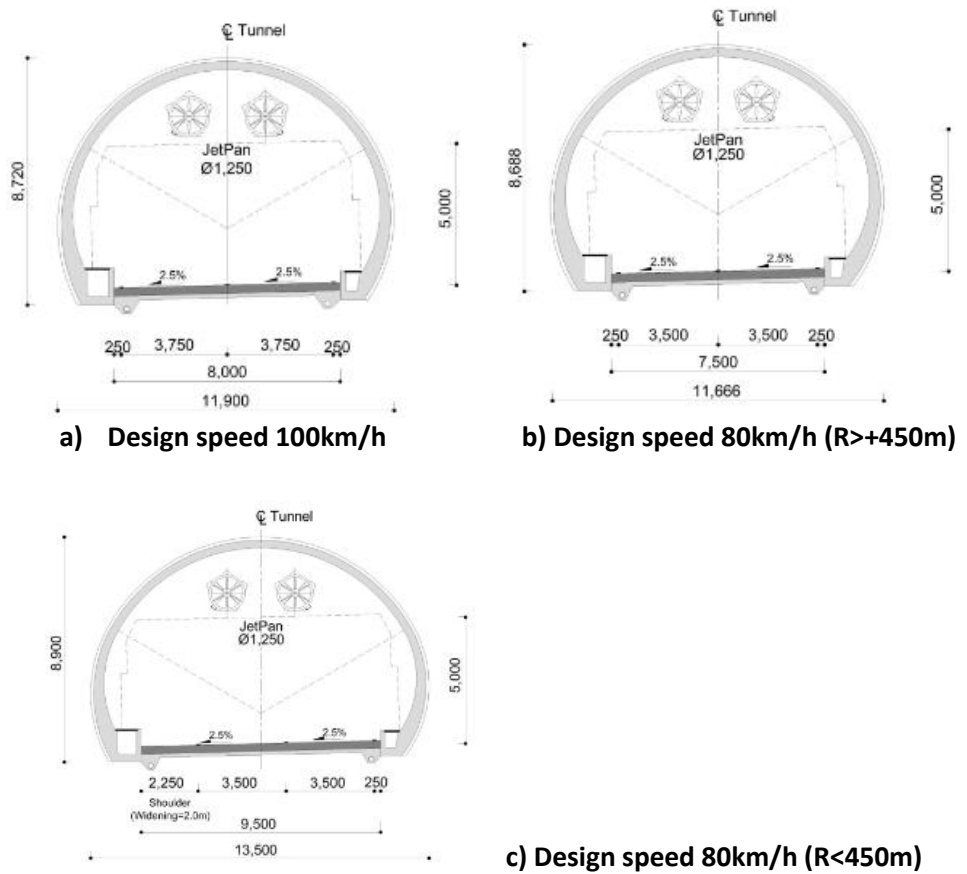 ℄ Tunnel
JetPan
Ø1,250
8,720
5,000
2.5%
2.5%
250 3,750 3,750 250
8,000
11,900
a) Design speed 100km/h
℄ Tunnel
JetPan
Ø1,250
8,688
5,000
2.5%
2.5%
250 3,500 3,500 250
7,500
11,666
b) Design speed 80km/h (R>+450m)
℄ Tunnel
JetPan
Ø1,250
8,900
5,000
2.5%
2.5%
2,250 3,500 3,500 250
Shoulder
(Widening=2.0m)
9,500
13,500
c) Design speed 80km/h (R<450m)